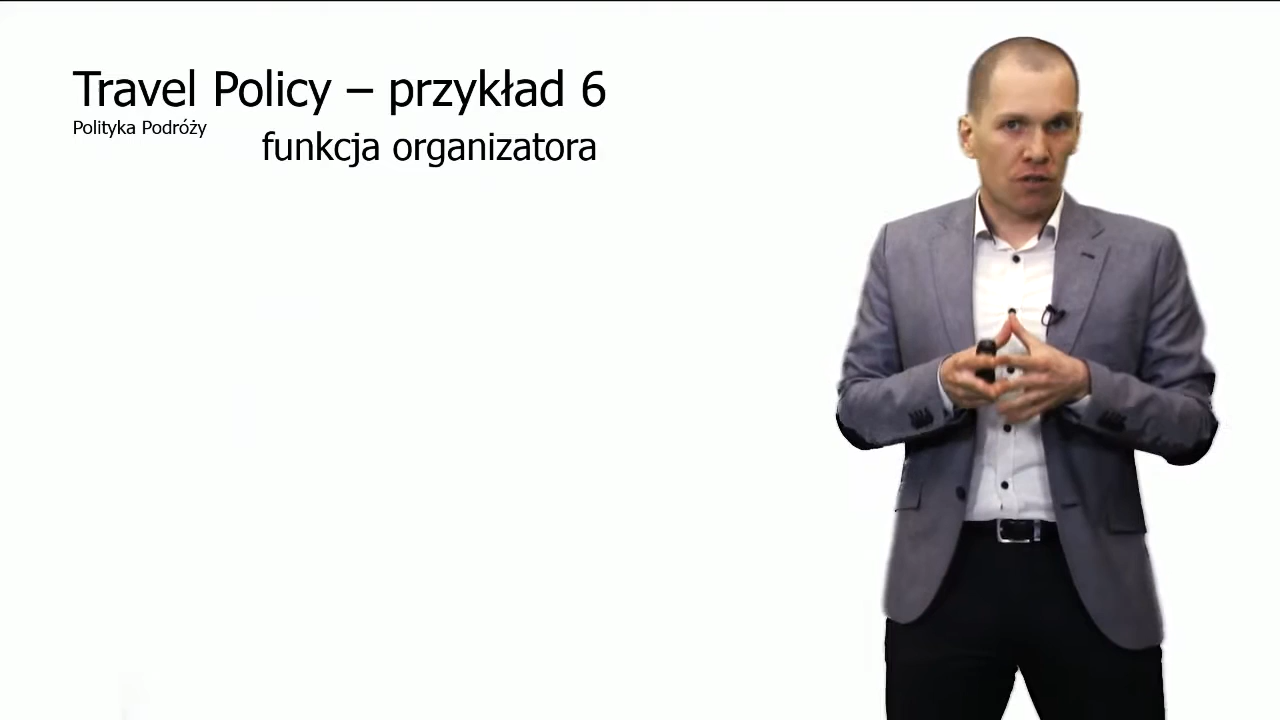 Travel Policy – przykład 6
Polityka Podróży
funkcja organizatora